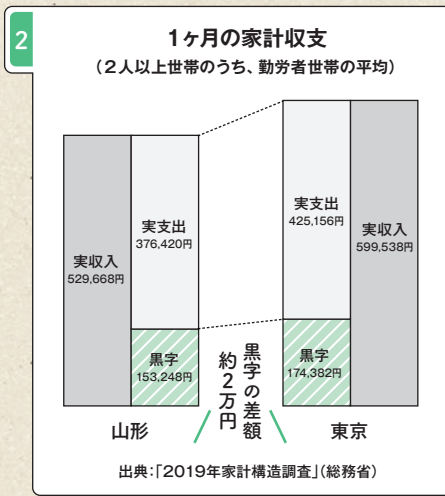 2
1ヶ月の家計収支
(2人以上世帯のうち、勤労者世帯の平均)
実収入
529,668円
実支出
376,420円
黒字
153,248円
山形
黒字の差額
約2万円
実支出
425,156円
黒字
174,382円
実収入
599,538円
東京
出典:「2019年家計構造調査」(総務省)